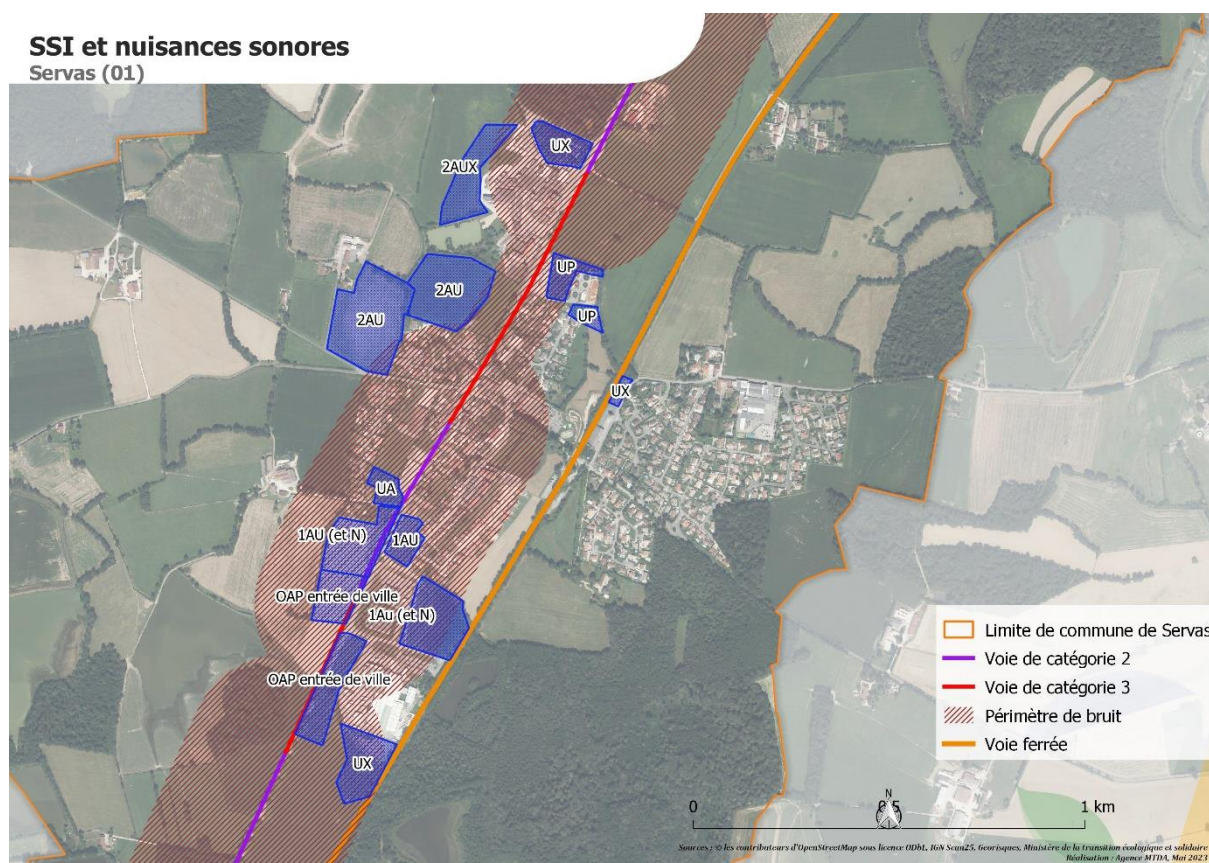 SSI et nuisances sonores
Servas (01)
UX
2AUX
UP
2AU
2AU
UP
UX
UA
1AU (et N)
1AU
OAP entrée de ville
1Au (et N)
OAP entrée de ville
UX
Limite de commune de Servas
Voie de catégorie 2
Voie de catégorie 3
Périmètre de bruit
Voie ferrée
N
0 0,5 1 km
Sources : © les contributeurs d'OpenStreetMap sous licence ODbL, IGN Scan25, Georisques, Ministère de la transition écologique et solidaire
Réalisation : Agence MTDA, Mai 2023